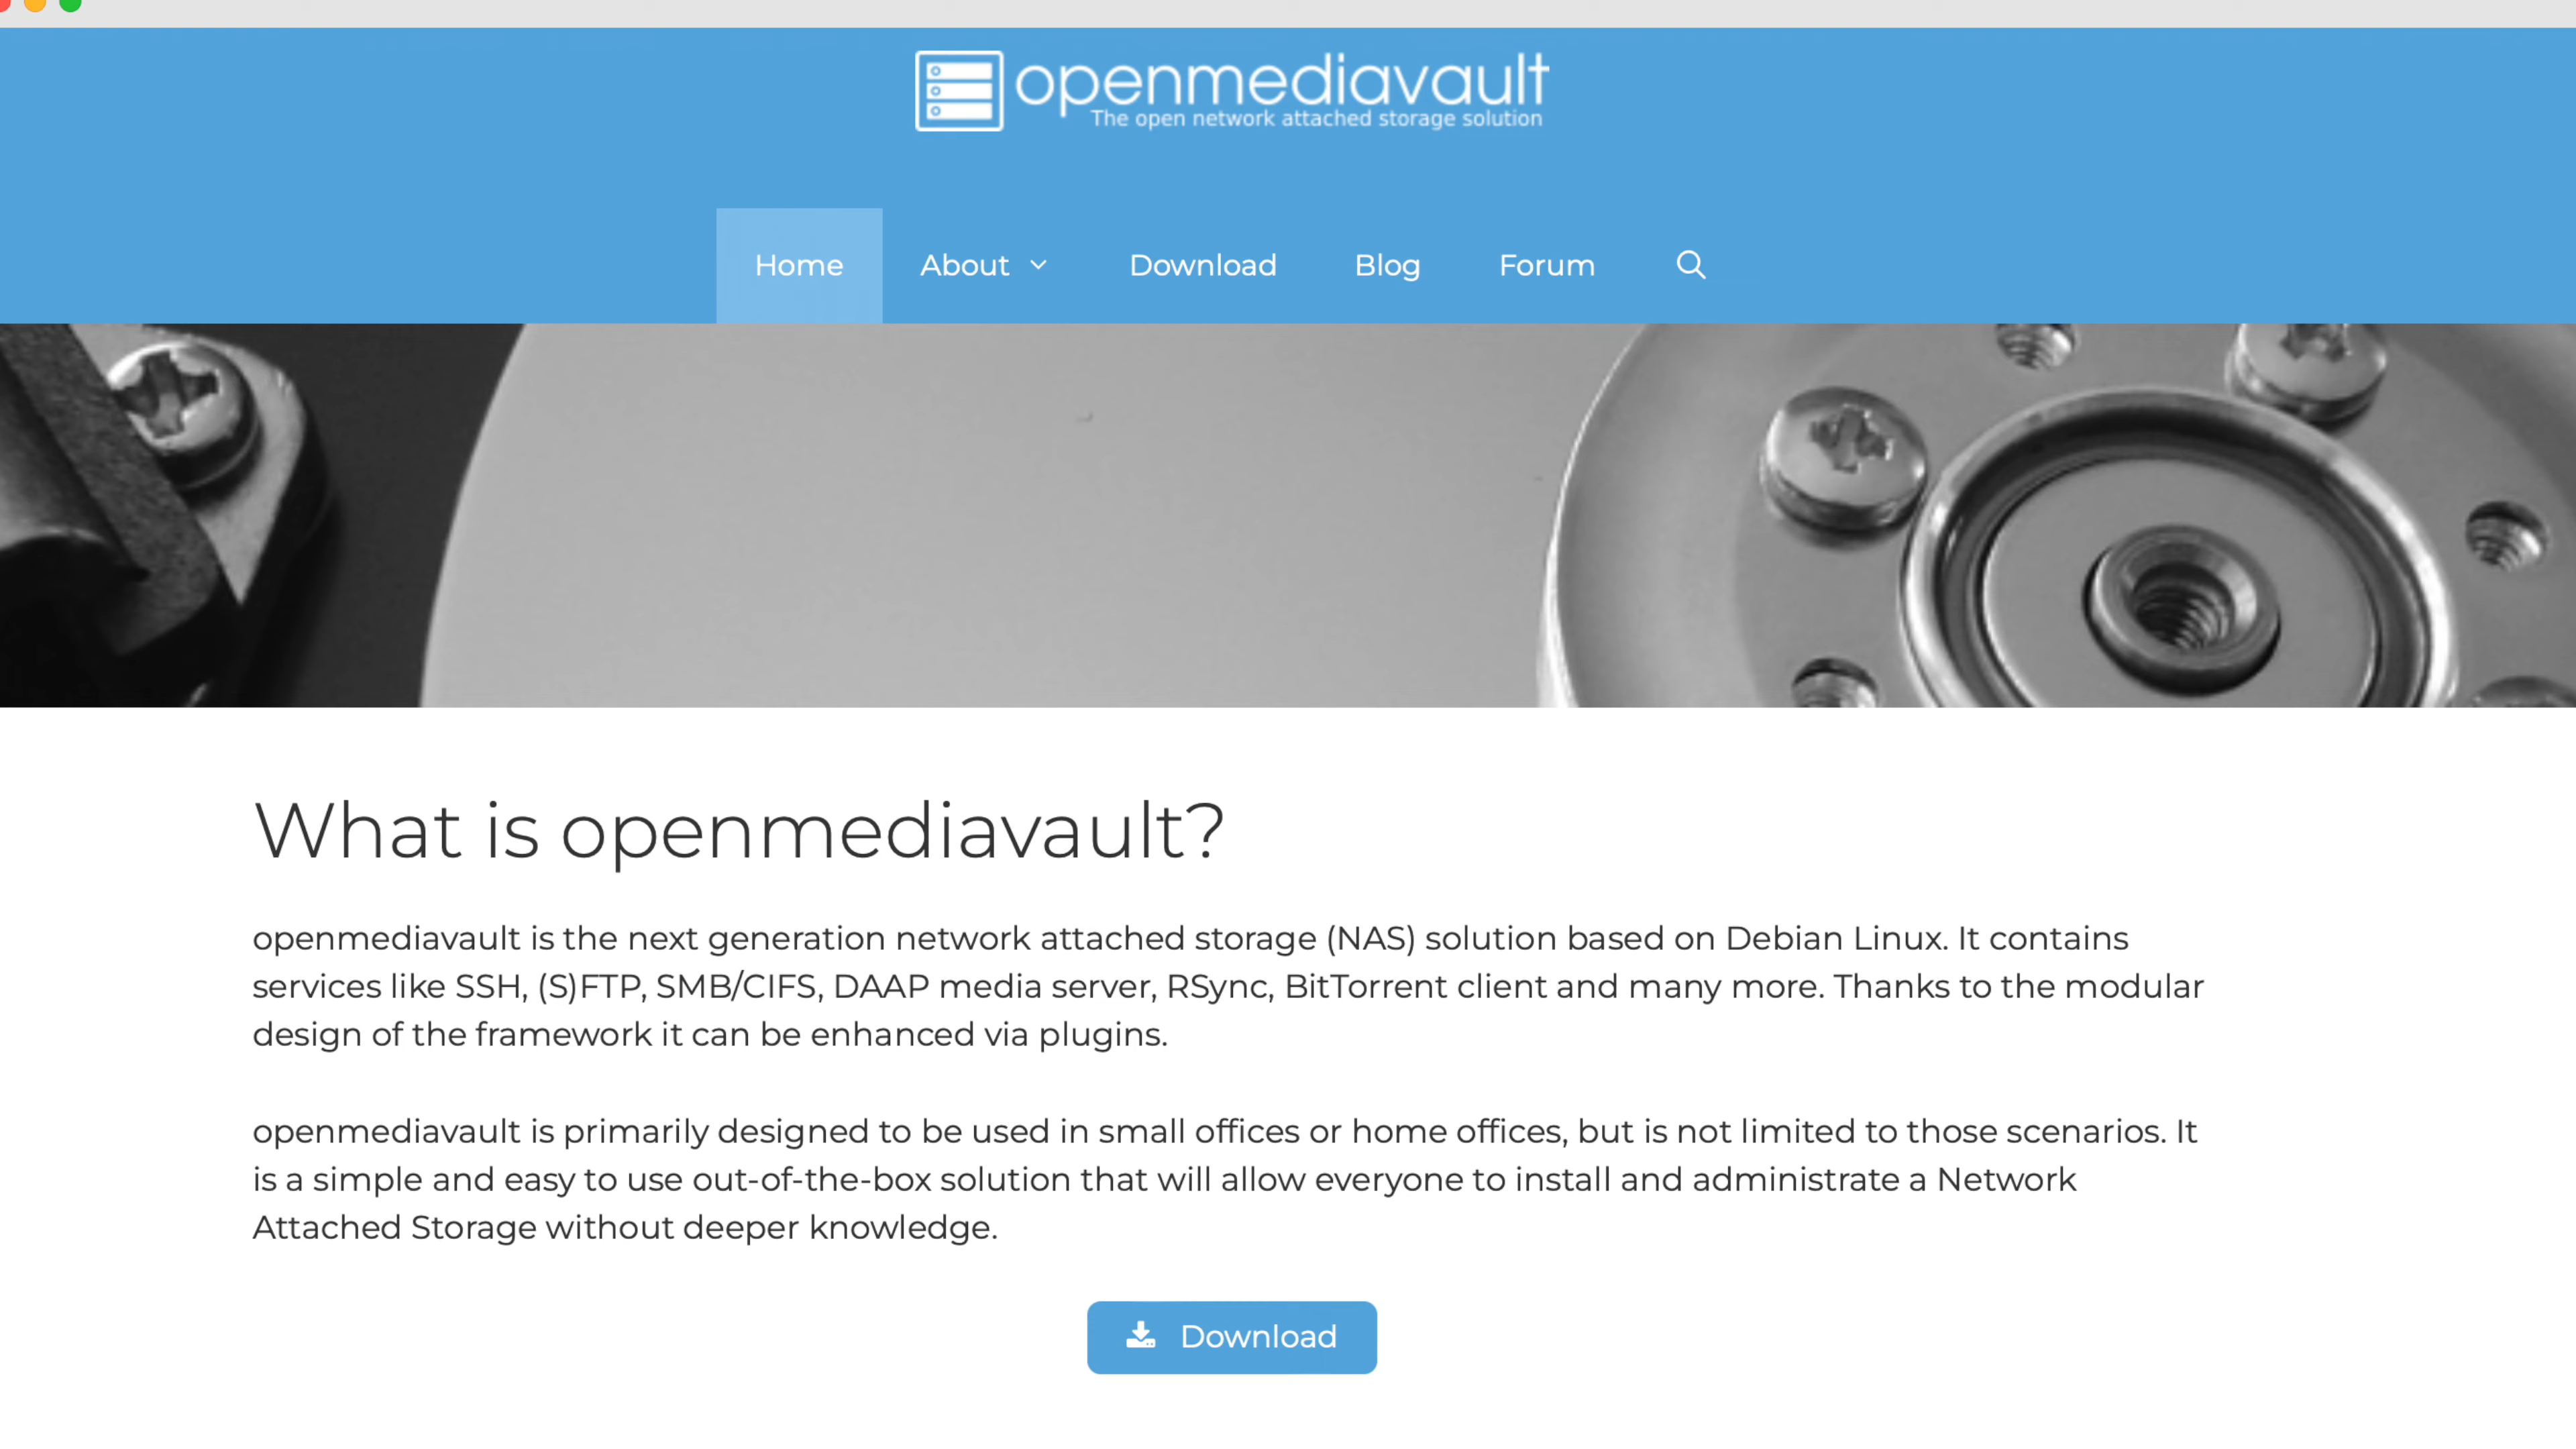 openmediavault
The open network attached storage solution
Home About Download Blog Forum
What is openmediavault?
openmediavault is the next generation network attached storage (NAS) solution based on Debian Linux. It contains
services like SSH, (S)FTP, SMB/CIFS, DAAP media server, RSync, BitTorrent client and many more. Thanks to the modular
design of the framework it can be enhanced via plugins.
openmediavault is primarily designed to be used in small offices or home offices, but is not limited to those scenarios. It
is a simple and easy to use out-of-the-box solution that will allow everyone to install and administrate a Network
Attached Storage without deeper knowledge.
Download